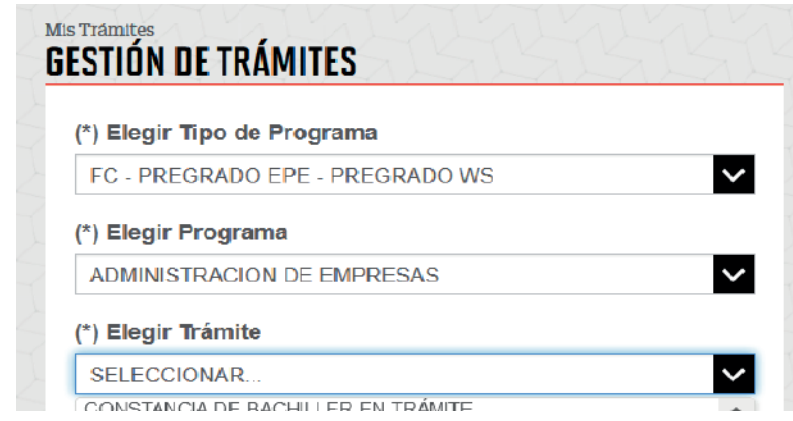 Mis Trámites
GESTIÓN DE TRÁMITES
(*) Elegir Tipo de Programa
FC - PREGRADO EPE - PREGRADO WS
(*) Elegir Programa
ADMINISTRACION DE EMPRESAS
(*) Elegir Trámite
SELECCIONAR...
CONSTANCIA DE BACHILLER EN TRÁMITE